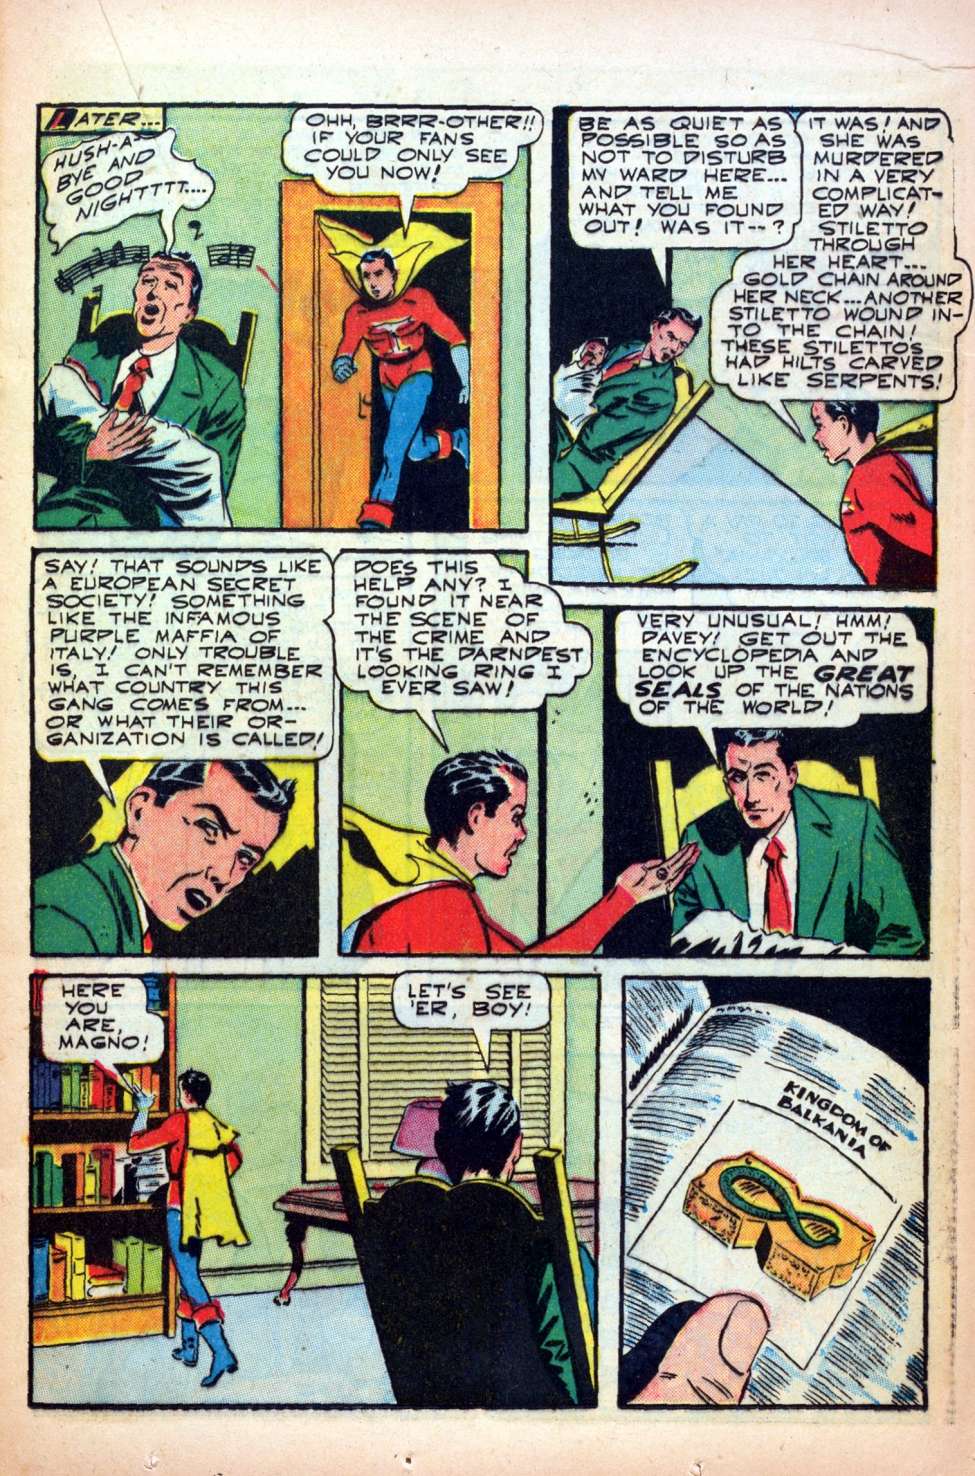 LATER...
HUSH-A-
BYE AND
GOOD
NIGHTTTT....
OHH, BRRR-OTHER!!
IF YOUR FANS
COULD ONLY SEE
YOU NOW!
BE AS QUIET AS
POSSIBLE SO AS
NOT TO DISTURB
MY WARD HERE...
AND TELL ME
WHAT YOU FOUND
OUT! WAS IT--?
IT WAS! AND
SHE WAS
MURDERED
IN A VERY
COMPLICAT-
ED WAY!
STILETTO
THROUGH
HER HEART...
GOLD CHAIN AROUND
HER NECK...ANOTHER
STILETTO WOUND IN-
TO THE CHAIN!
THESE STILETTOS
HAD HILTS CARVED
LIKE SERPENTS!
SAY! THAT SOUNDS LIKE
A EUROPEAN SECRET
SOCIETY! SOMETHING
LIKE THE INFAMOUS
PURPLE MAFFIA OF
ITALY! ONLY TROUBLE
IS, I CAN'T REMEMBER
WHAT COUNTRY THIS
GANG COMES FROM...
OR WHAT THEIR OR-
GANIZATION IS CALLED!
DOES THIS
HELP ANY? I
FOUND IT NEAR
THE SCENE OF
THE CRIME AND
IT'S THE DARNDEST
LOOKING RING I
EVER SAW!
VERY UNUSUAL! HMM!
DAVEY! GET OUT THE
ENCYCLOPEDIA AND
LOOK UP THE GREAT
SEALS OF THE NATIONS
OF THE WORLD!
HERE
YOU
ARE,
MAGNO!
LET'S SEE
'ER, BOY!
KINGDOM OF
BALKANIA